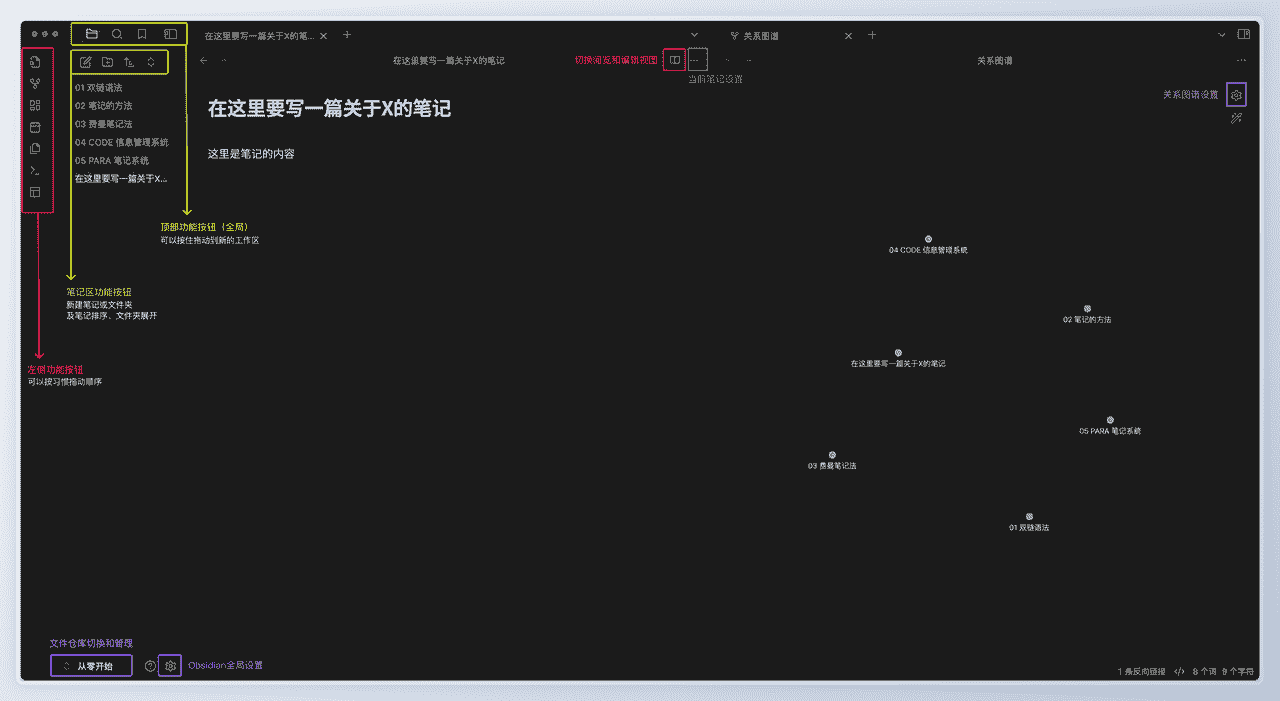 在这里要写一篇关于X的笔...
关系图谱
切换阅览和编辑视图
在这里要写一篇关于X的笔记
关系图谱
当前笔记设置
关系图谱设置
01 双链语法
02 笔记的方法
03 费曼笔记法
04 CODE 信息管理系统
05 PARA 笔记系统
在这里要写一篇关于X...
在这里要写一篇关于X的笔记
这里是笔记的内容
顶部功能按钮（全局）
可以按住拖动到新的工作区
笔记区功能按钮
新建笔记或文件夹
及笔记排序、文件夹展开
左侧功能按钮
可以按习惯拖动顺序
04 CODE 信息管理系统
02 笔记的方法
在这里要写一篇关于X的笔记
05 PARA 笔记系统
03 费曼笔记法
01 双链语法
文件仓库切换和管理
从零开始
Obsidian全局设置
1 条反向链接 8 个词 9 个字符